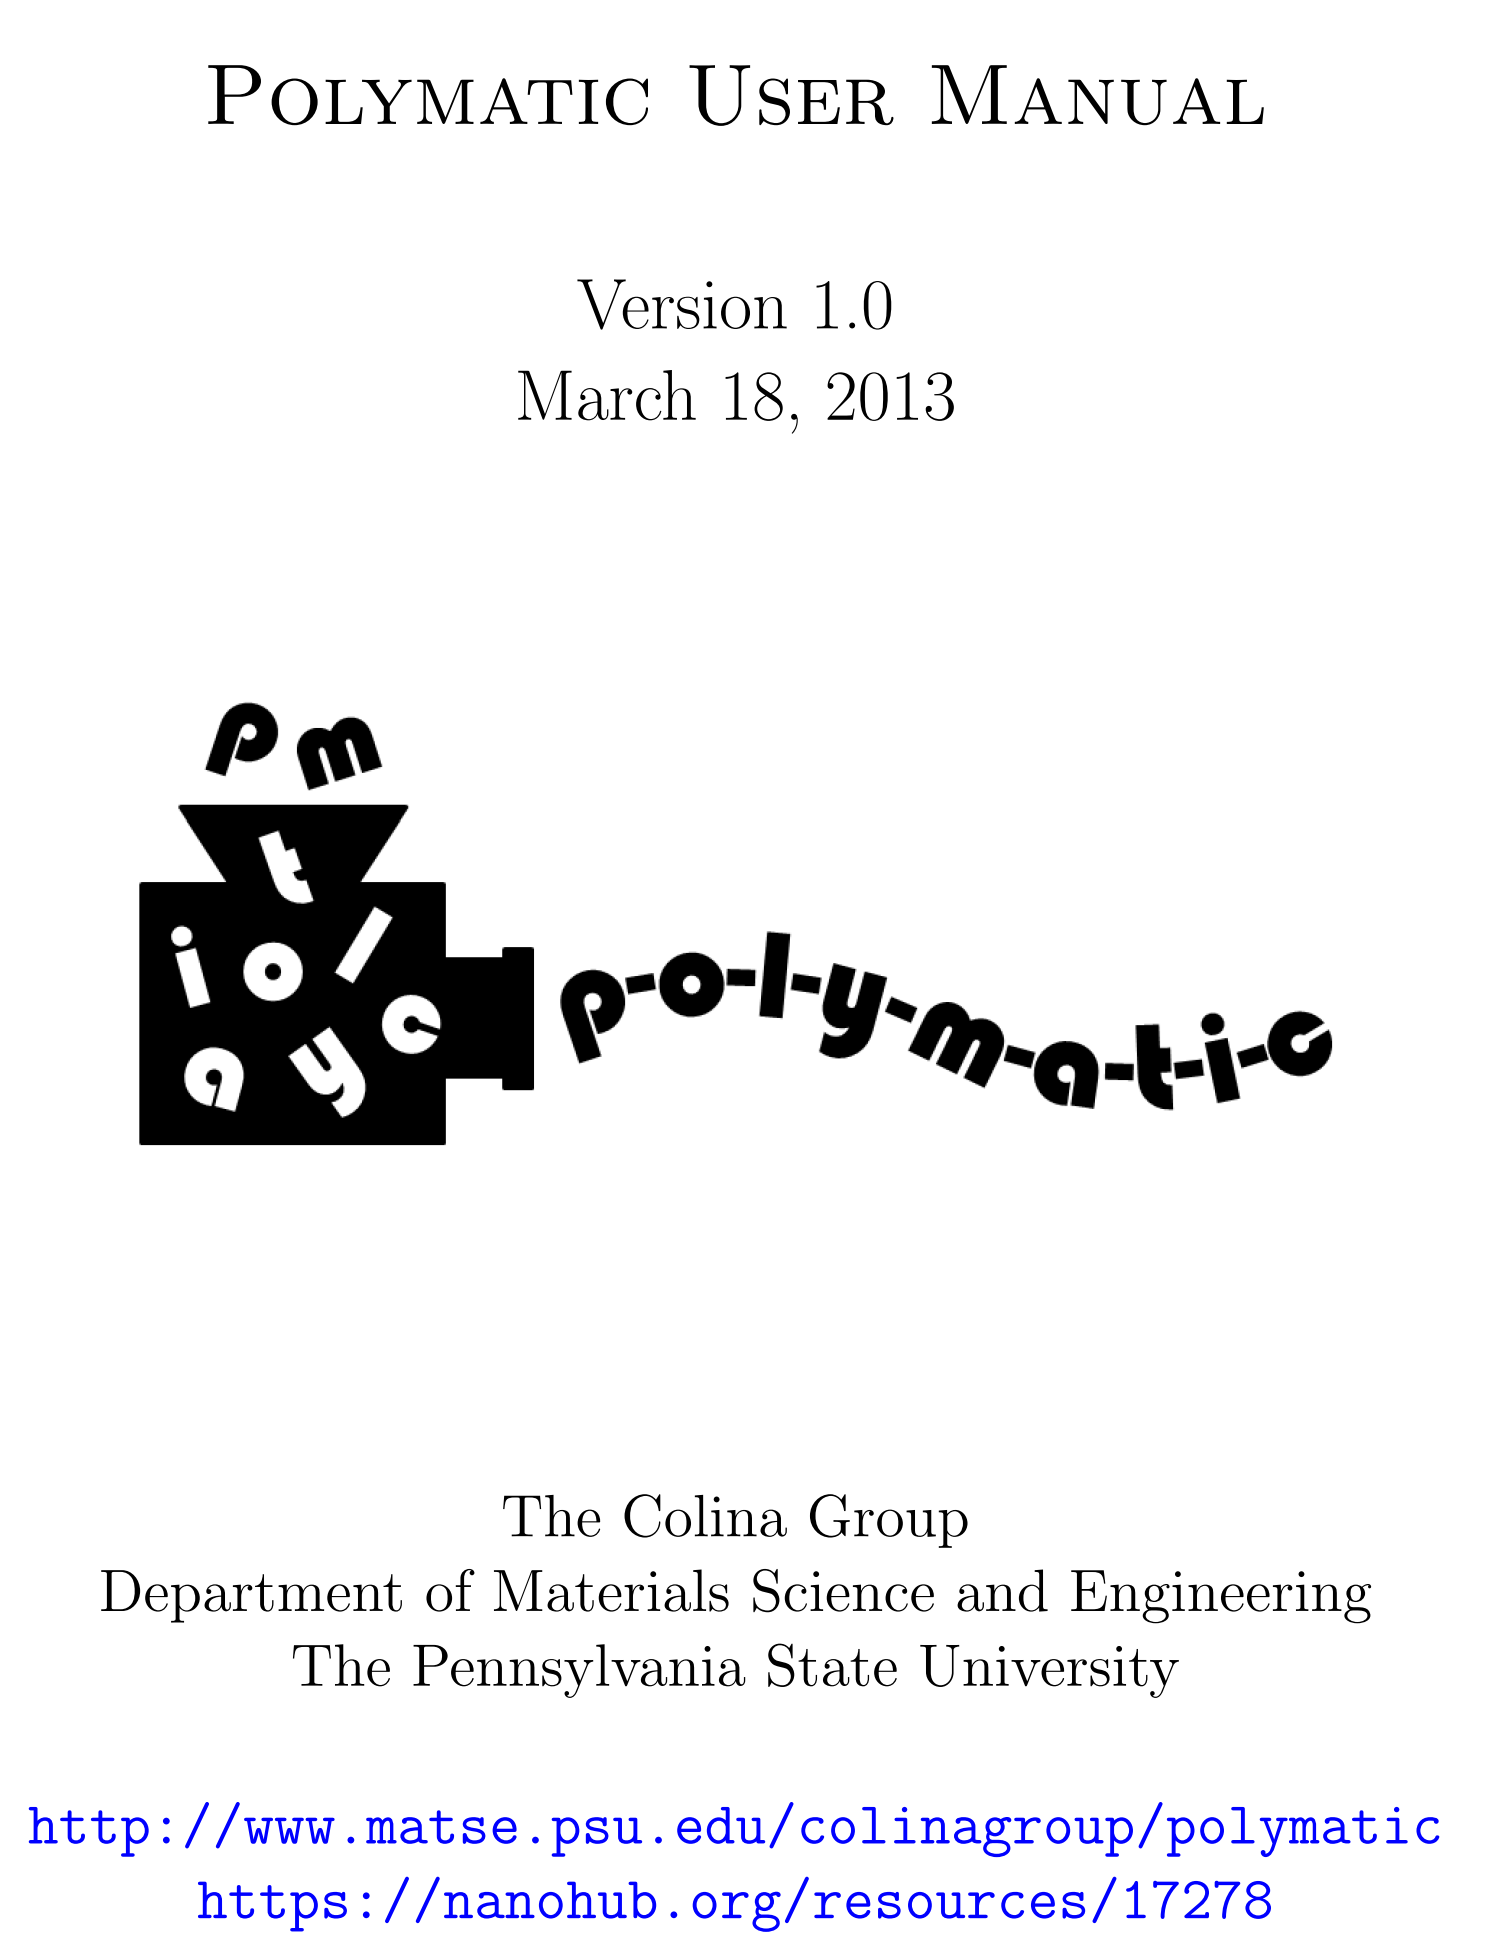 Polymatic User Manual
Version 1.0
March 18, 2013
p m
t
i o l
c
a y
p-o-l-y-m-a-t-i-c
The Colina Group
Department of Materials Science and Engineering
The Pennsylvania State University
http://www.matse.psu.edu/colinagroup/polymatic
https://nanohub.org/resources/17278